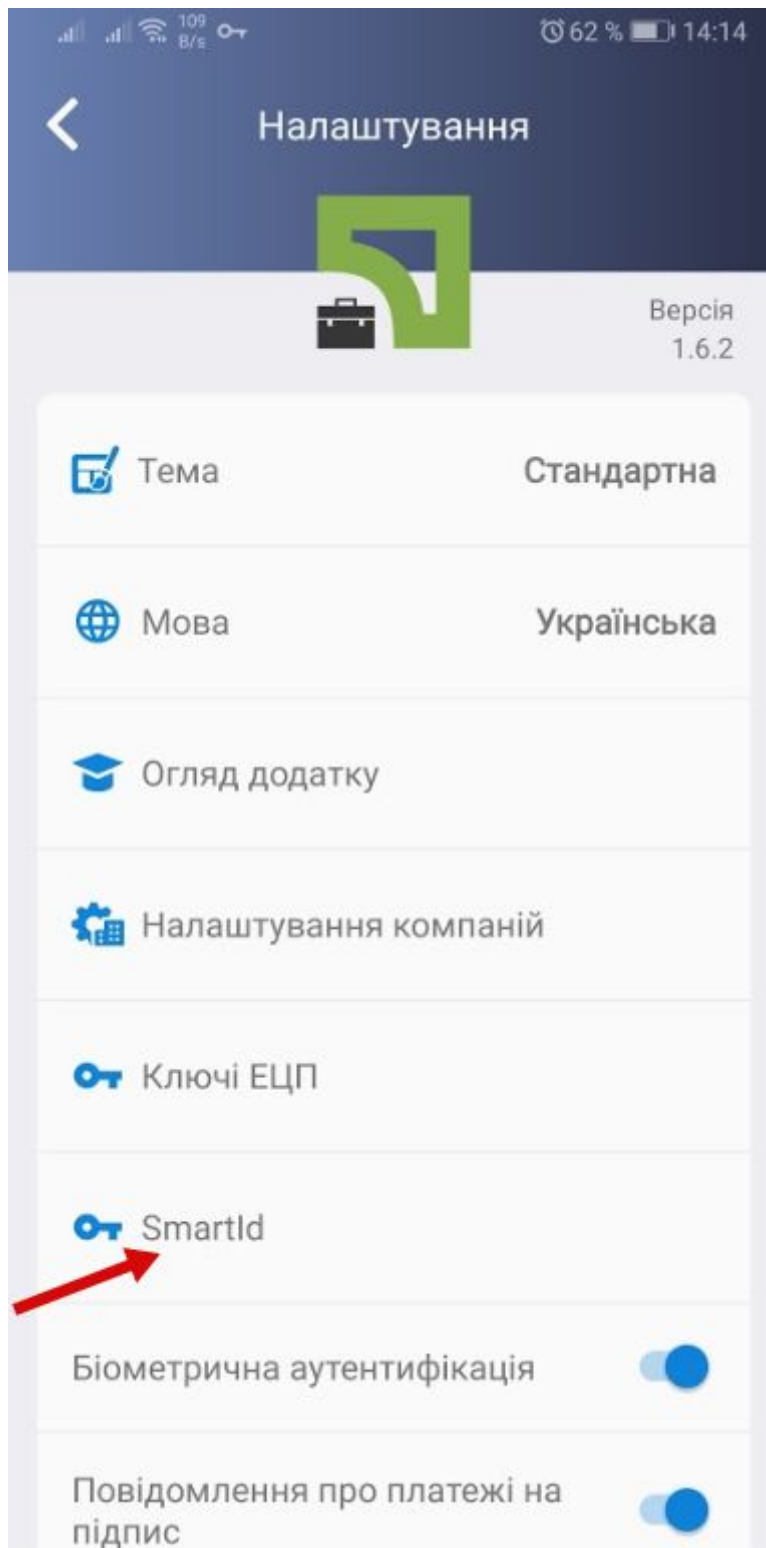 109
B/s
62 %
14:14
Налаштування
Версія
1.6.2
Тема Стандартна
Мова Українська
Огляд додатку
Налаштування компаній
Ключі ЕЦП
SmartId
Біометрична аутентифікація
Повідомлення про платежі на
підпис